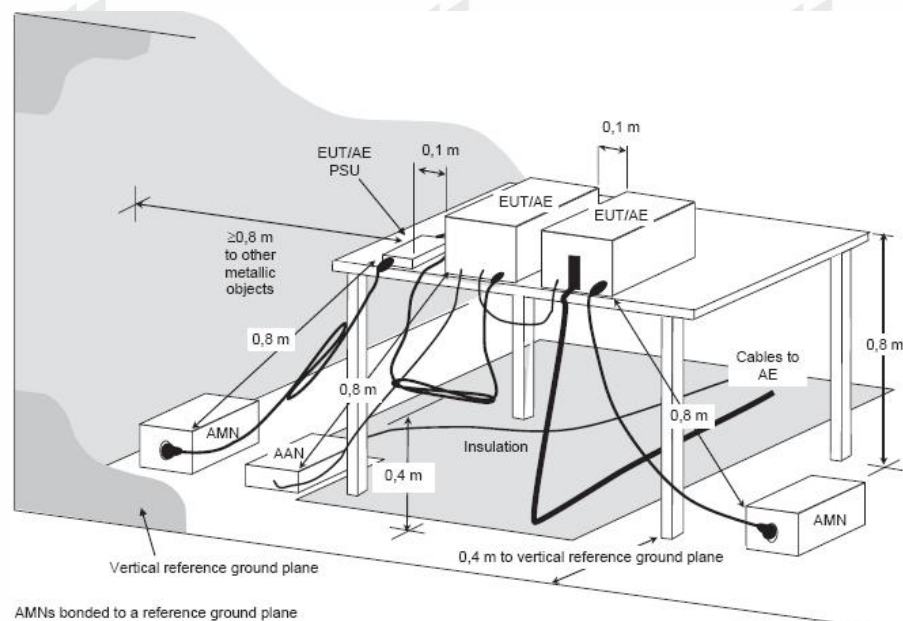 0,1 m
EUT/AE
PSU
0,1 m
EUT/AE
EUT/AE
≥0,8 m
to other
metallic
objects
0,8 m
0,8 m
Cables to
AE
0,8 m
0,8 m
AMN
AAN
Insulation
0,4 m
AMN
0,4 m to vertical reference ground plane
Vertical reference ground plane
AMNs bonded to a reference ground plane